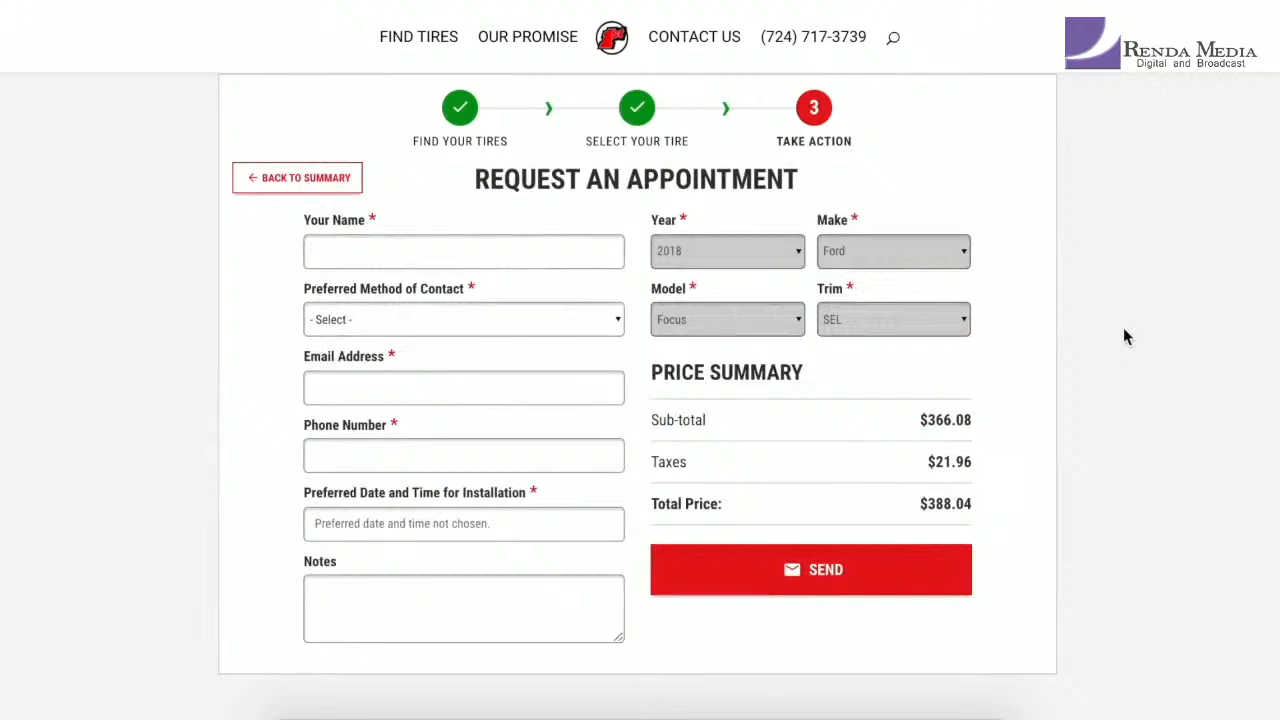 FIND TIRES OUR PROMISE CONTACT US (724) 717-3739
RENDA MEDIA
Digital and Broadcast
3
FIND YOUR TIRES SELECT YOUR TIRE TAKE ACTION
← BACK TO SUMMARY
REQUEST AN APPOINTMENT
Your Name *
Preferred Method of Contact *
- Select -
Email Address *
Phone Number *
Preferred Date and Time for Installation *
Preferred date and time not chosen.
Notes
Year * Make *
2018 Ford
Model * Trim *
Focus SEL
PRICE SUMMARY
Sub-total $366.08
Taxes $21.96
Total Price: $388.04
SEND